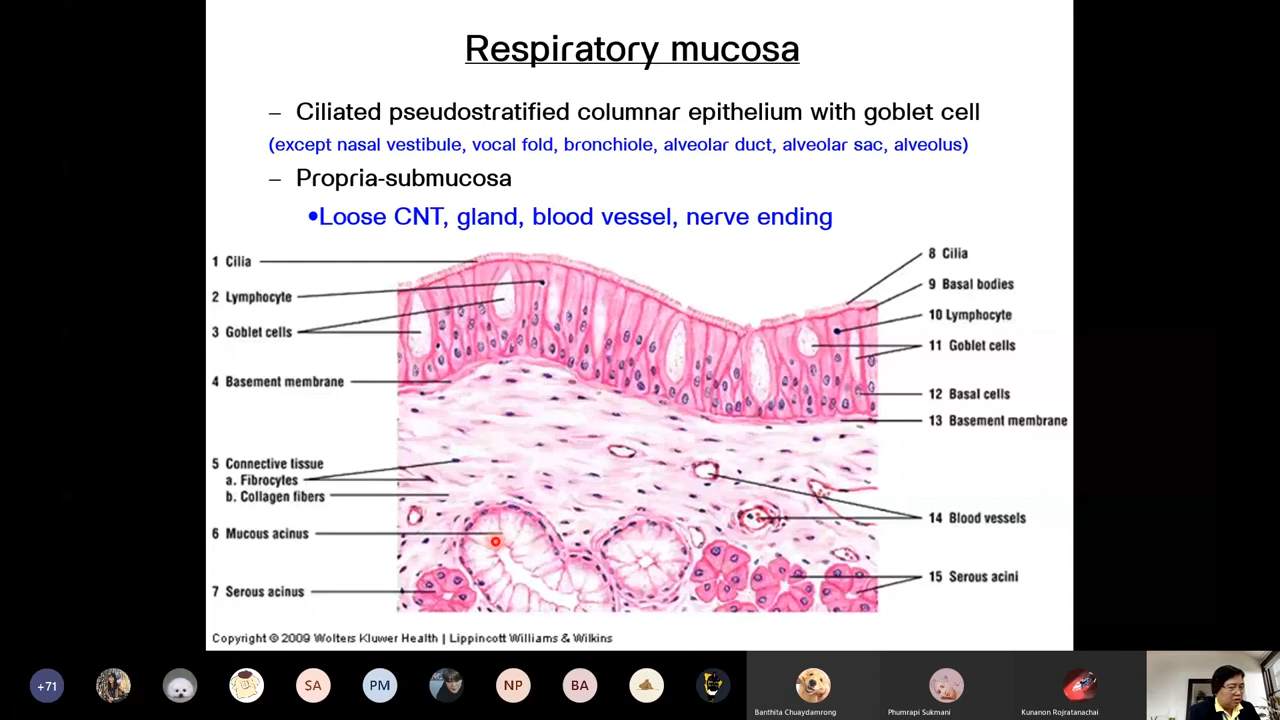 Respiratory mucosa
– Ciliated pseudostratified columnar epithelium with goblet cell
(except nasal vestibule, vocal fold, bronchiole, alveolar duct, alveolar sac, alveolus)
– Propria-submucosa
•Loose CNT, gland, blood vessel, nerve ending
1 Cilia
2 Lymphocyte
3 Goblet cells
4 Basement membrane
5 Connective tissue
a. Fibrocytes
b. Collagen fibers
6 Mucous acinus
7 Serous acinus
8 Cilia
9 Basal bodies
10 Lymphocyte
11 Goblet cells
12 Basal cells
13 Basement membrane
14 Blood vessels
15 Serous acini
Copyright © 2009 Wolters Kluwer Health | Lippincott Williams & Wilkins
+71
SA
PM
NP
BA
Banthita Chuaydamrong
Phumrapi Sukmani
Kunanon Rojratanachai